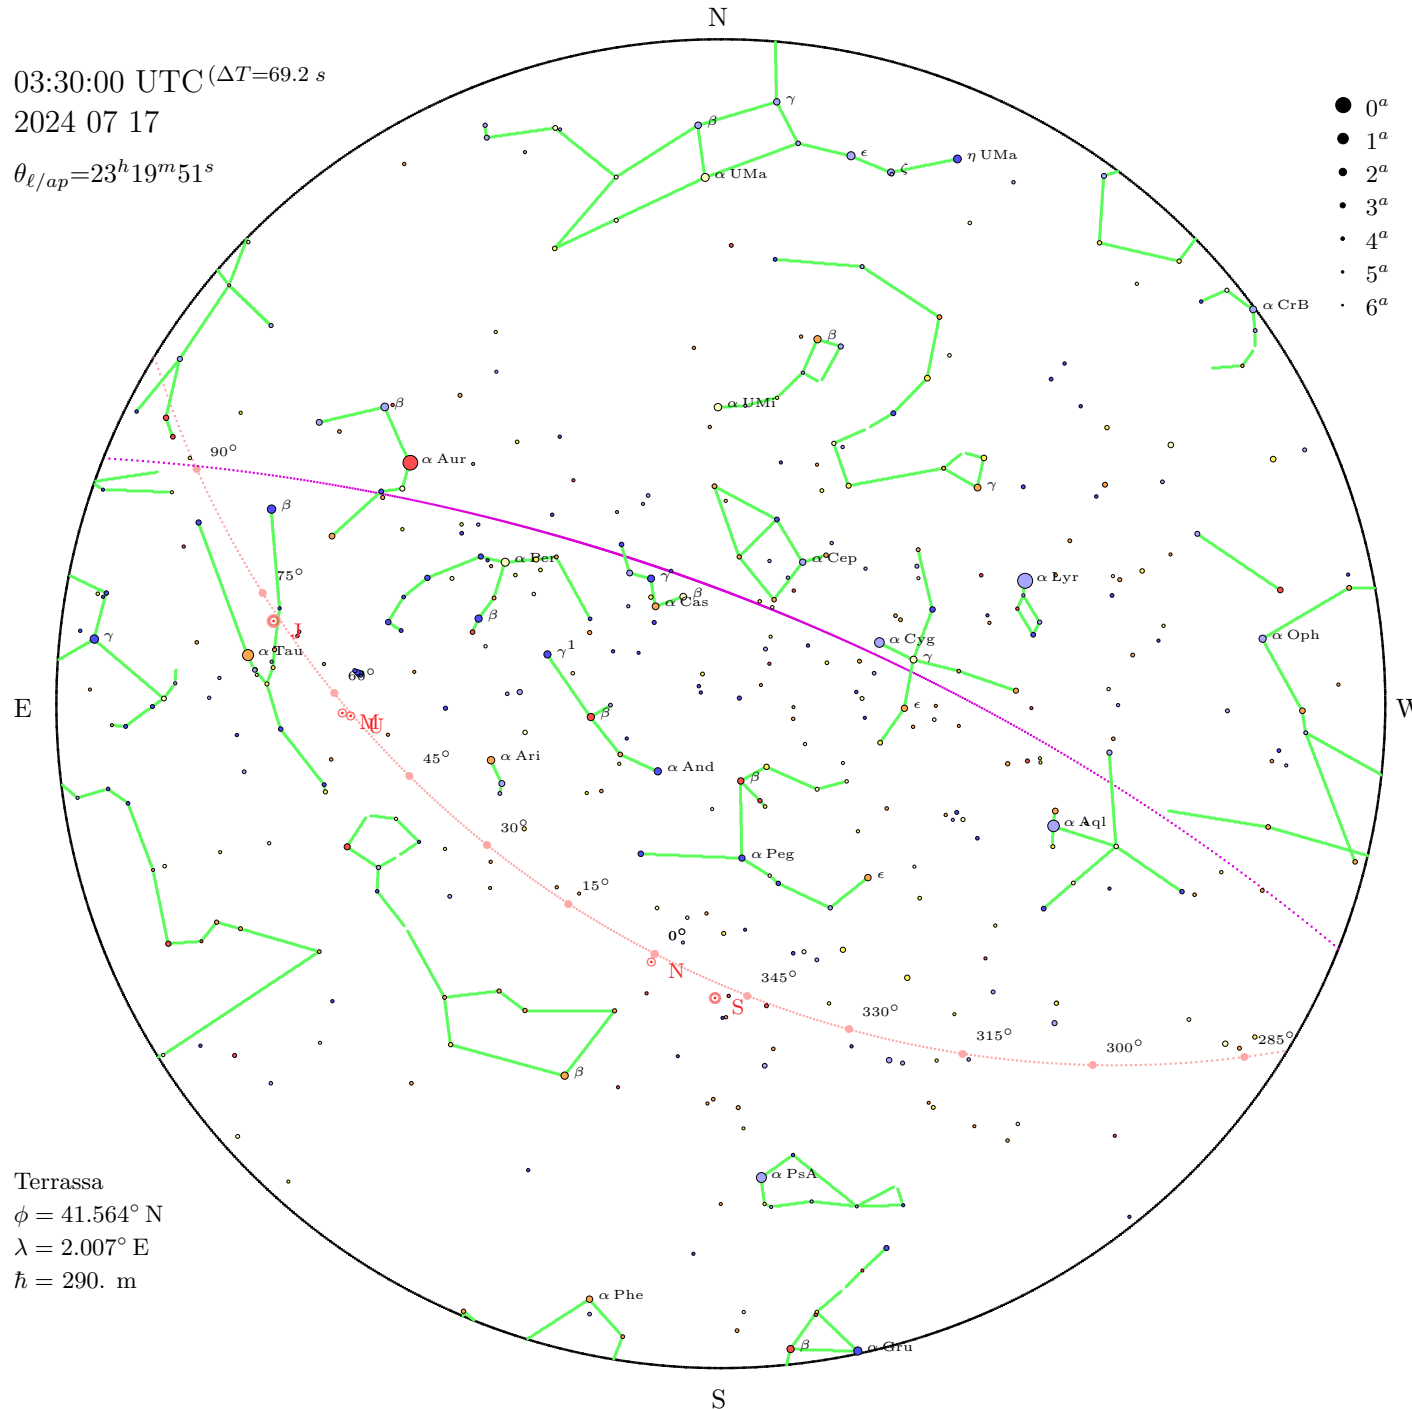 N
03:30:00 UTC (ΔT=69.2 s
2024 07 17
θℓ/ap=23h19m51s
0a
1a
2a
3a
4a
5a
6a
γ
β
ϵ
ζ
η UMa
α UMa
α CrB
β
α UMi
β
90°
α Aur
γ
β
α Per
α Cep
75°
γ
α Lyr
β
α Cas
β
J
γ
α Oph
α Cyg
γ
α Tau
γ1
60°
E
W
ϵ
β
M
U
45°
α Ari
α And
β
30°
α Aql
α Peg
ϵ
15°
0°
N
345°
S
330°
315°
300°
285°
β
α PsA
Terrassa
ϕ = 41.564° N
λ = 2.007° E
ħ = 290. m
α Phe
β
α Gru
S